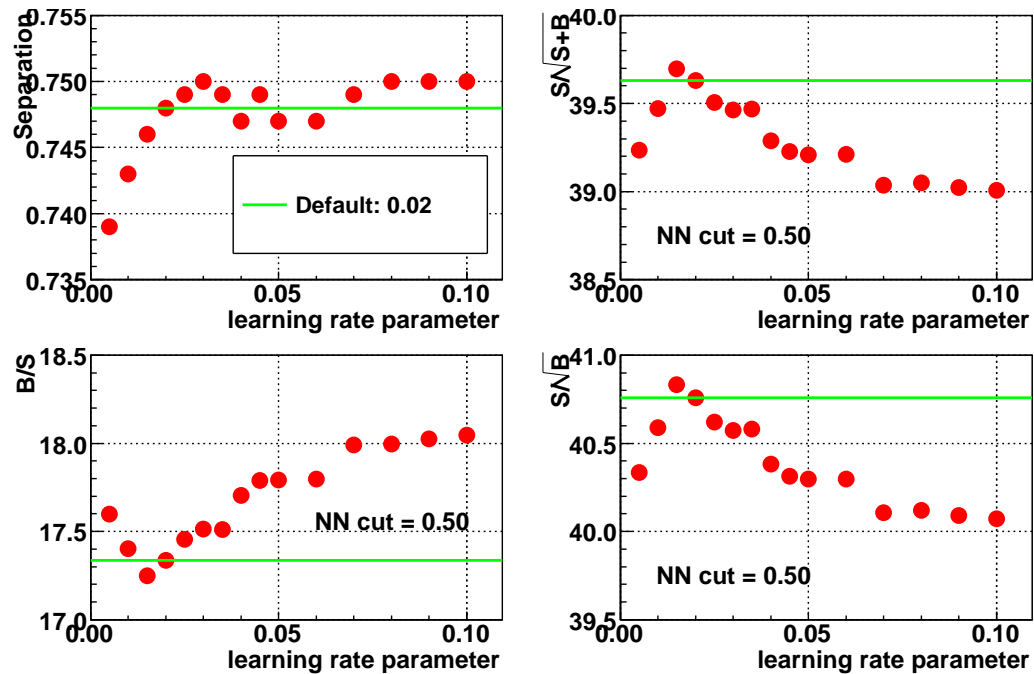 Separation
0.755
0.750
0.745
0.740
0.735
0.00
0.05
0.10
learning rate parameter
Default: 0.02
S/√S+B
40.0
39.5
39.0
38.5
0.00
0.05
0.10
learning rate parameter
NN cut = 0.50
B/S
18.5
18.0
17.5
17.0
0.00
0.05
0.10
learning rate parameter
NN cut = 0.50
S/√B
41.0
40.5
40.0
39.5
0.00
0.05
0.10
learning rate parameter
NN cut = 0.50